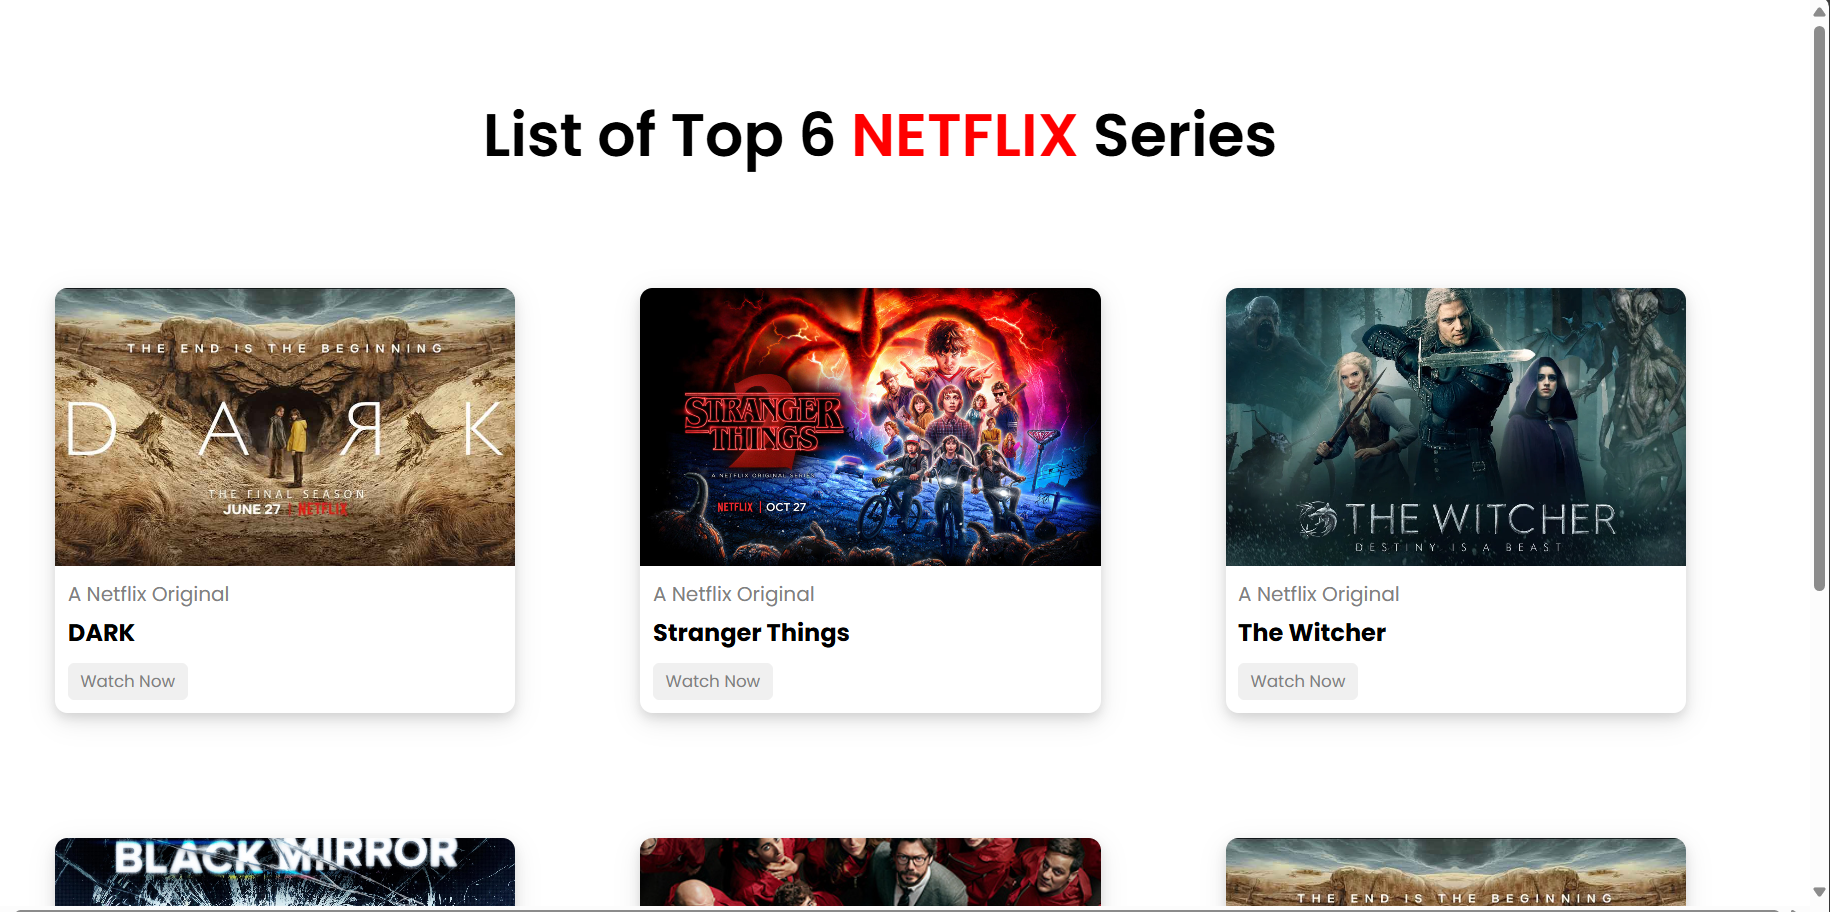 List of Top 6 NETFLIX Series
THE END IS THE BEGINNING
DAЯK
THE FINAL SEASON
JUNE 27 | NETFLIX
A Netflix Original
DARK
Watch Now
2
STRANGER
THINGS
A NETFLIX ORIGINAL SERIES
NETFLIX | OCT 27
A Netflix Original
Stranger Things
Watch Now
THE WITCHER
DESTINY IS A BEAST
A Netflix Original
The Witcher
Watch Now
BLACK MIRROR
THE END IS THE BEGINNING